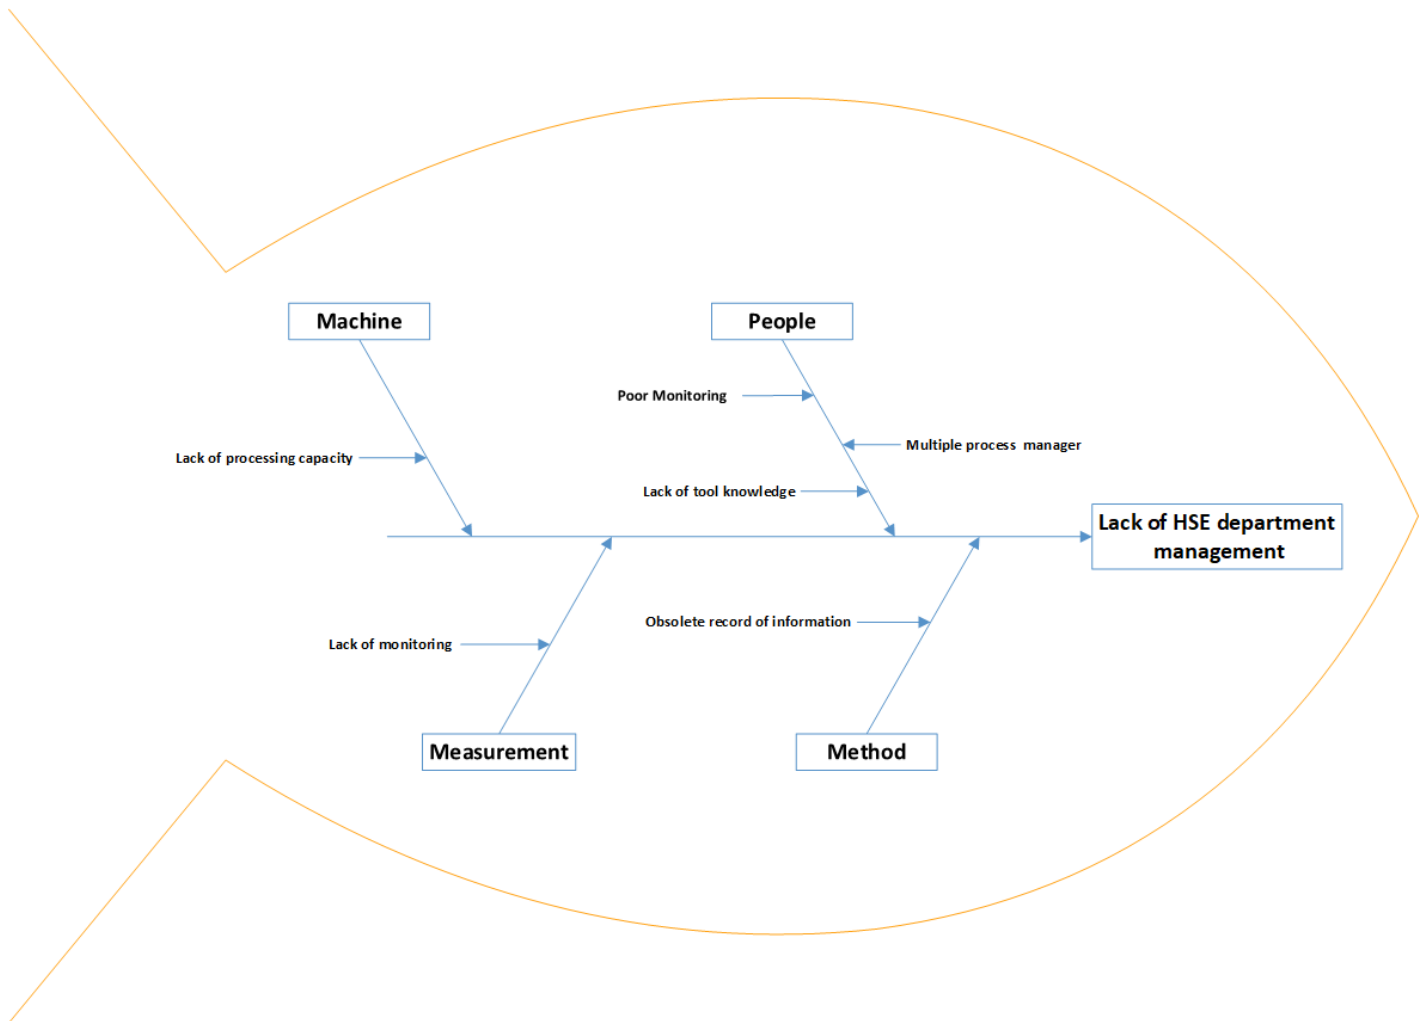 Machine
People
Poor Monitoring
Multiple process manager
Lack of processing capacity
Lack of tool knowledge
Lack of HSE department
management
Obsolete record of information
Lack of monitoring
Measurement
Method